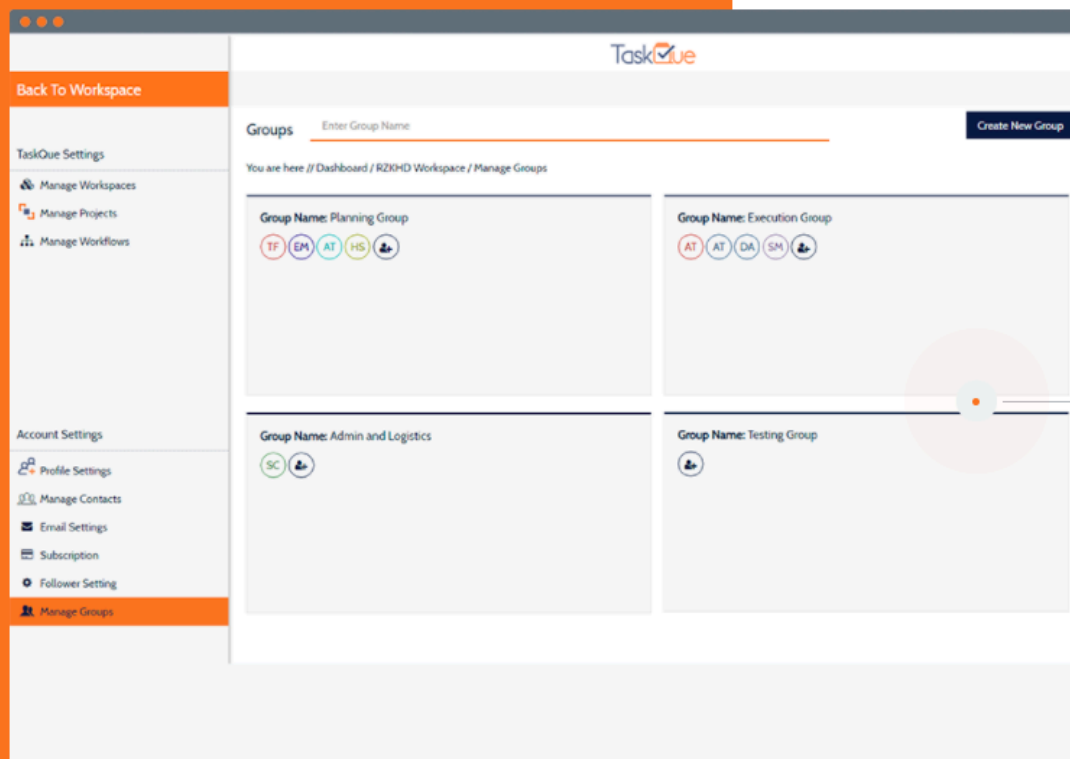 TaskQue
Back To Workspace
Groups
Enter Group Name
Create New Group
You are here // Dashboard / RZKHD Workspace / Manage Groups
TaskQue Settings
Manage Workspaces
Manage Projects
Manage Workflows
Group Name: Planning Group
TF EM AT HS
Group Name: Execution Group
AT AT DA SM
Group Name: Admin and Logistics
SC
Group Name: Testing Group
Account Settings
Profile Settings
Manage Contacts
Email Settings
Subscription
Follower Setting
Manage Groups